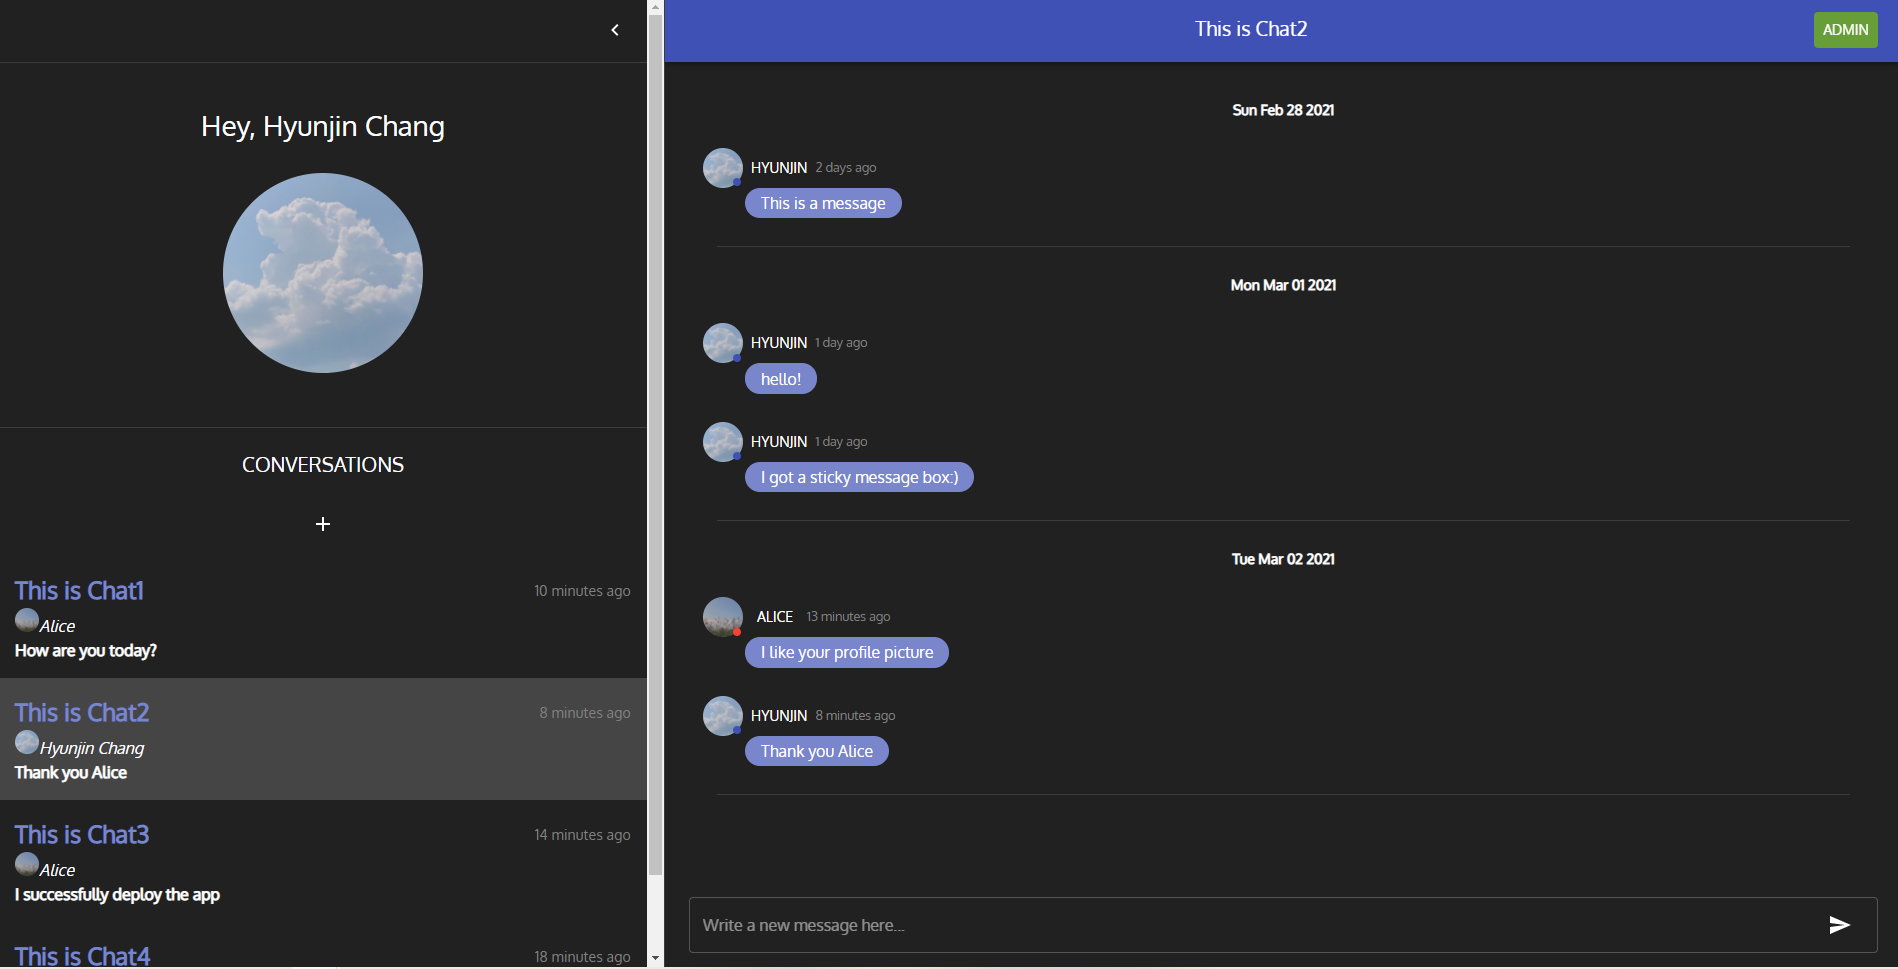 Hey, Hyunjin Chang
CONVERSATIONS
+
This is Chat1 10 minutes ago
Alice
How are you today?
This is Chat2 8 minutes ago
Hyunjin Chang
Thank you Alice
This is Chat3 14 minutes ago
Alice
I successfully deploy the app
This is Chat4 18 minutes ago
This is Chat2
ADMIN
Sun Feb 28 2021
HYUNJIN 2 days ago
This is a message
Mon Mar 01 2021
HYUNJIN 1 day ago
hello!
HYUNJIN 1 day ago
I got a sticky message box:)
Tue Mar 02 2021
ALICE 13 minutes ago
I like your profile picture
HYUNJIN 8 minutes ago
Thank you Alice
Write a new message here...